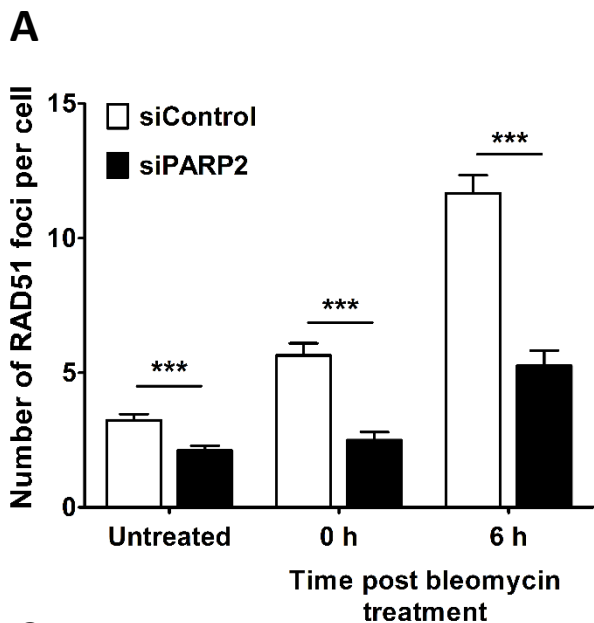 A
Number of RAD51 foci per cell
15
10
5
0
siControl
siPARP2
***
***
***
Untreated
0 h
6 h
Time post bleomycin
treatment